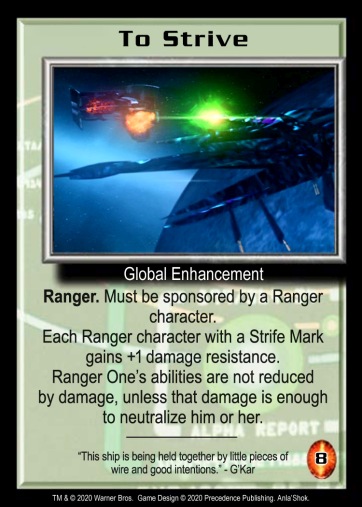 To Strive
Global Enhancement
Ranger. Must be sponsored by a Ranger
character.
Each Ranger character with a Strife Mark
gains +1 damage resistance.
Ranger One's abilities are not reduced
by damage, unless that damage is enough
to neutralize him or her.
ALPHA REPORT
"This ship is being held together by little pieces of
wire and good intentions." - G'Kar
8
TM & © 2020 Warner Bros. Game Design © 2020 Precedence Publishing. Anla'Shok.